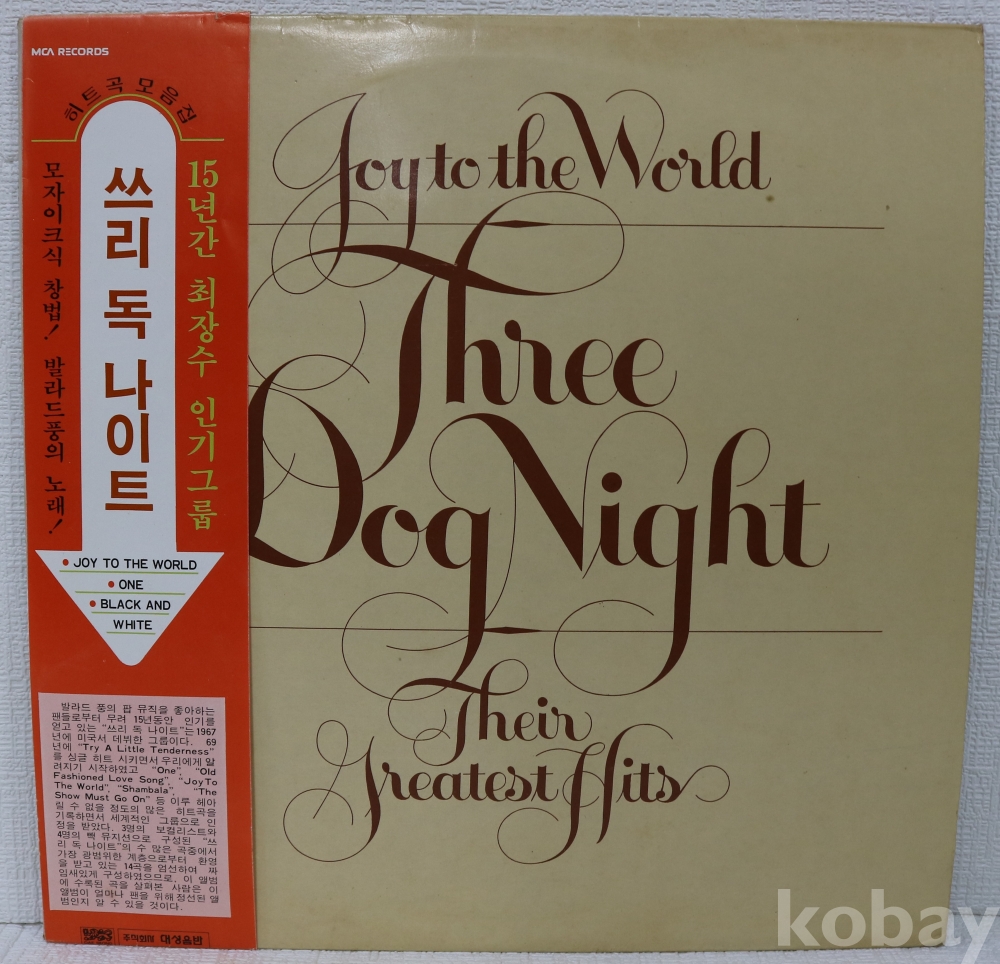 MCA RECORDS
히트곡 모음집
15년간 최장수 인기그룹
쓰리 독 나이트
모자이크식 창법! 발라드풍의 노래!
• JOY TO THE WORLD
• ONE
• BLACK AND
WHITE
발라드 풍의 팝 뮤직을 좋아하는
팬들로부터 무려 15년동안 인기를
얻고 있는 "쓰리 독 나이트"는 1967
년에 미국서 데뷔한 그룹이다. 69
년에 "Try A Little Tenderness"
를 싱글 히트 시키면서 우리에게 알
려지기 시작하였고 "One", "Old
Fashioned Love Song", "Joy To
The World", "Shambala", "The
Show Must Go On" 등 이루 헤아
릴 수 없을 정도의 많은 히트곡을
기록하면서 세계적인 그룹으로 인
정을 받았다. 3명의 보컬리스트와
4명의 빽 뮤지션으로 구성된 "쓰
리 독 나이트"의 수 많은 곡중에서
가장 광범위한 계층으로부터 환영
을 받고 있는 14곡을 엄선하여 짜
임새있게 구성하였으므로, 이 앨범
에 수록된 곡을 살펴본 사람은 이
앨범이 얼마나 팬을 위해 정선된 앨
범인지 알 수 있을 것이다.
주식회사 대성음반
Joy to the World
Three
Dog Night
Their
Greatest Hits
kobay